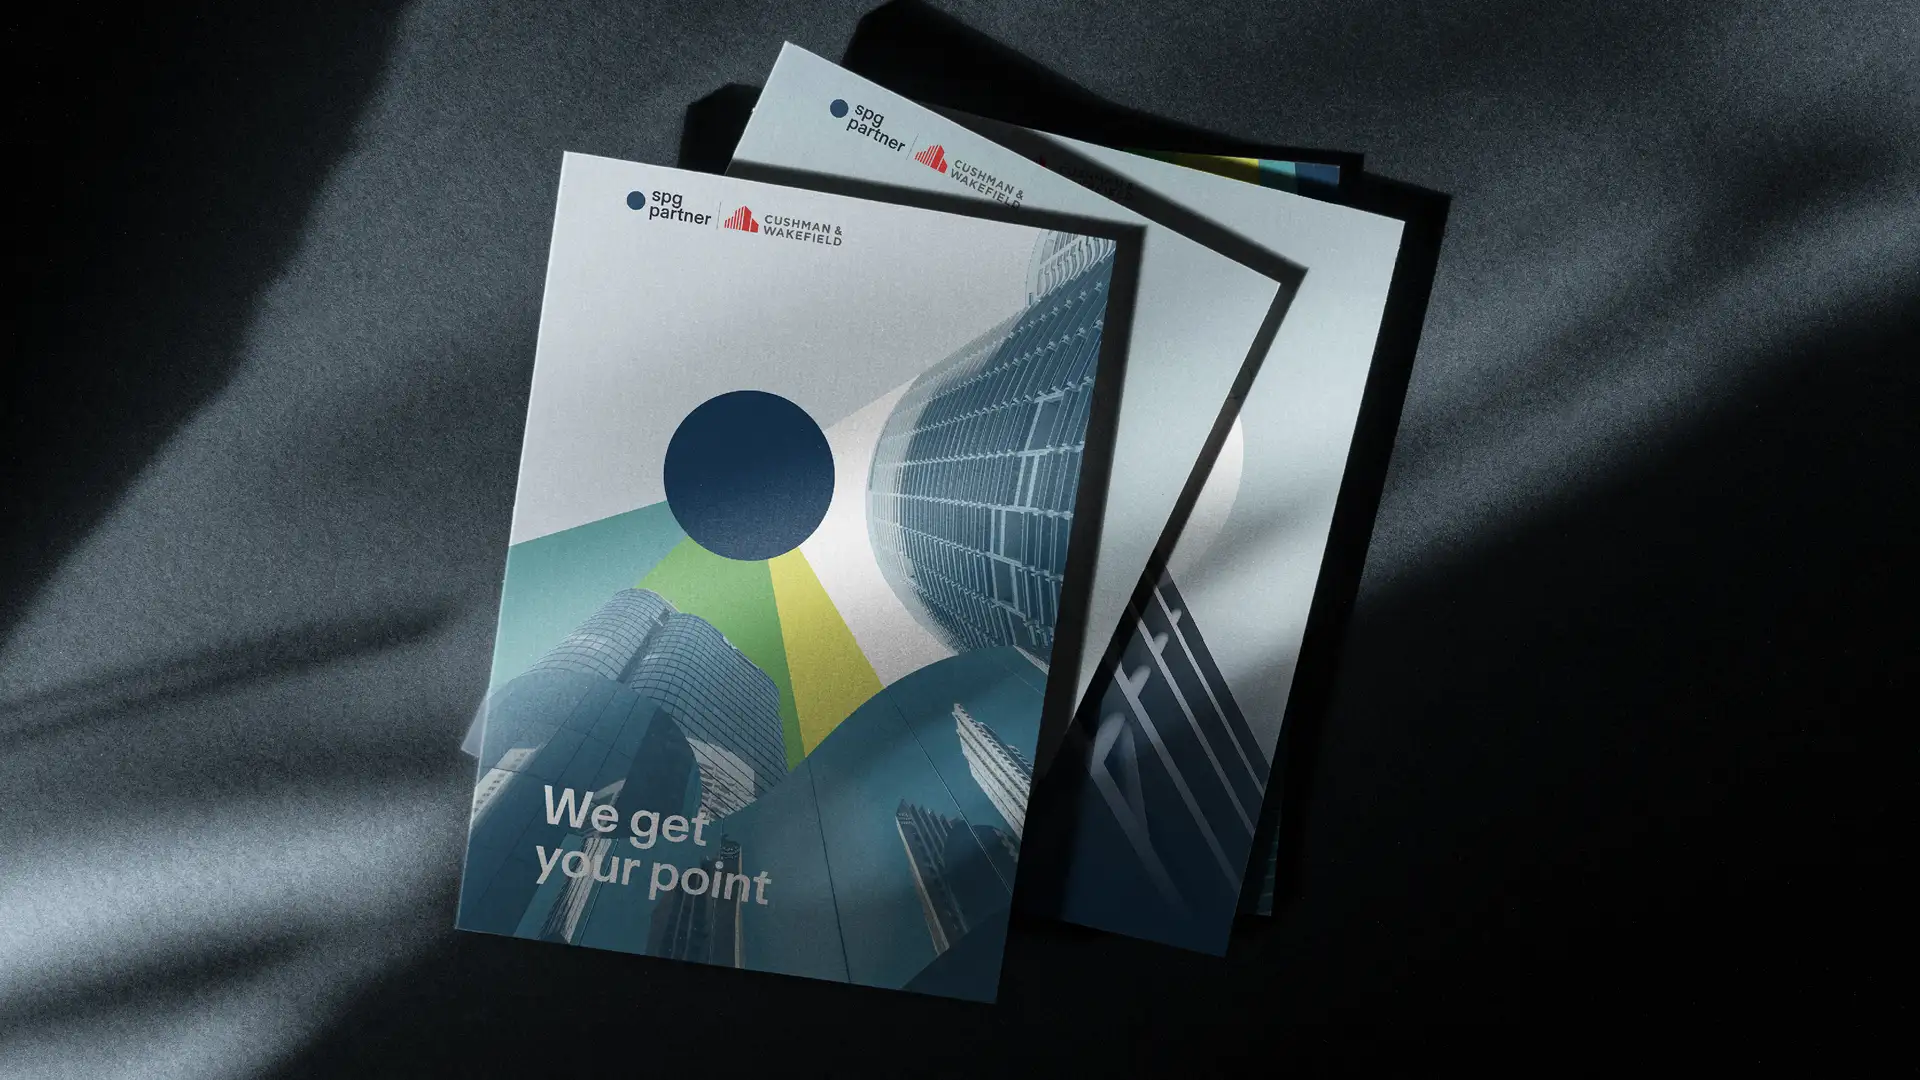 spg
partner
CUSHMAN &
WAKEFIELD
We get
your point
spg
partner
CUSHMAN &
WAKEFIELD